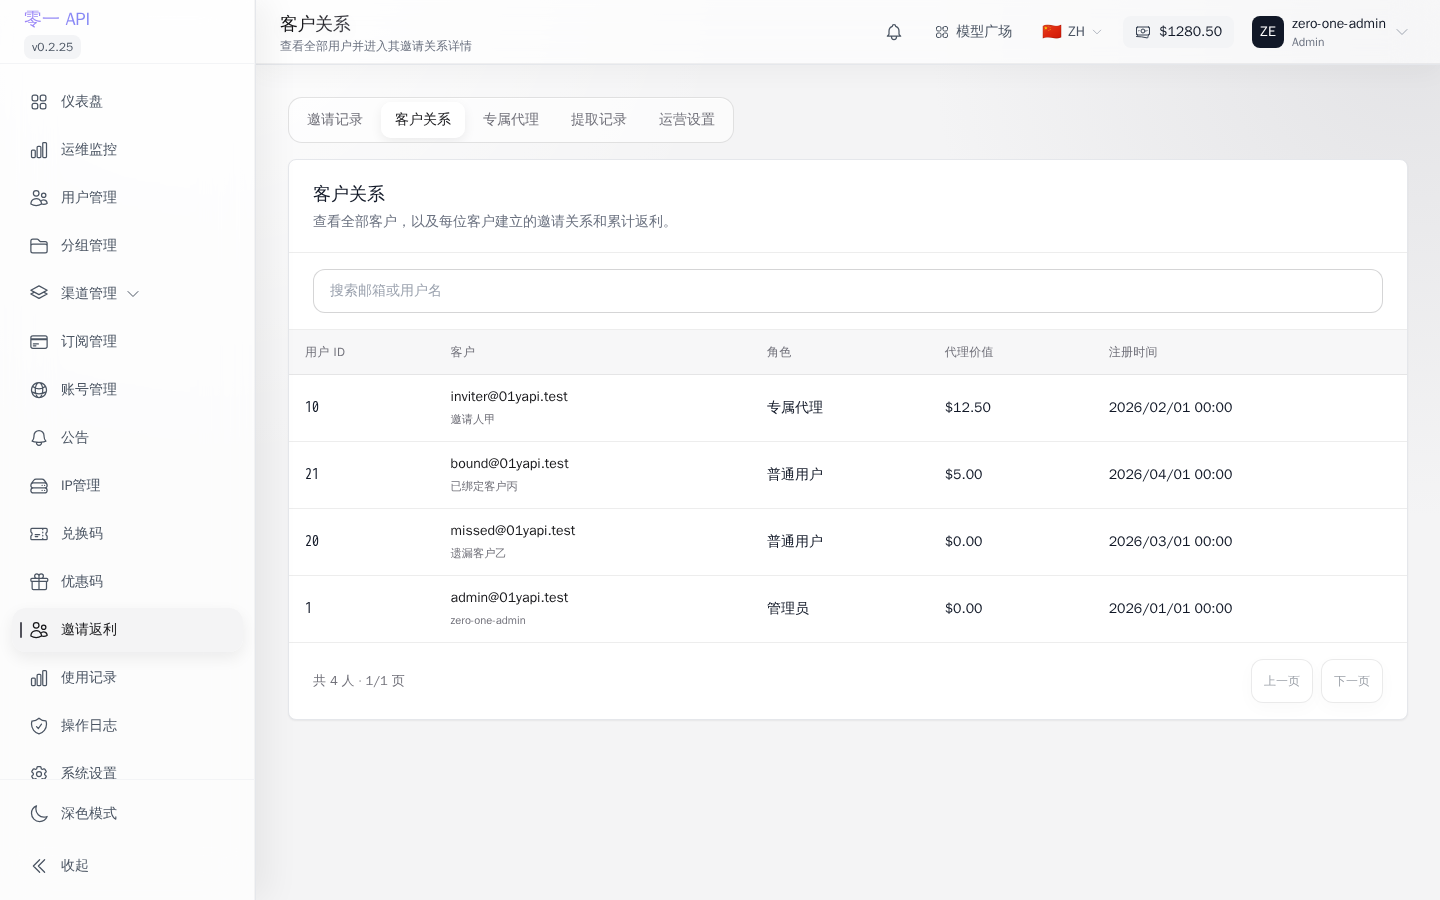 零一 API
v0.2.25
仪表盘
运维监控
用户管理
分组管理
渠道管理
订阅管理
账号管理
公告
IP管理
兑换码
优惠码
邀请返利
使用记录
操作日志
系统设置
深色模式
收起
客户关系
查看全部用户并进入其邀请关系详情
模型广场
🇨🇳 ZH
$1280.50
ZE
zero-one-admin
Admin
邀请记录 客户关系 专属代理 提取记录 运营设置
客户关系
查看全部客户，以及每位客户建立的邀请关系和累计返利。
搜索邮箱或用户名
用户 ID 客户 角色 代理价值 注册时间
10 inviter@01yapi.test 专属代理 $12.50 2026/02/01 00:00
邀请人甲
21 bound@01yapi.test 普通用户 $5.00 2026/04/01 00:00
已绑定客户丙
20 missed@01yapi.test 普通用户 $0.00 2026/03/01 00:00
遗漏客户乙
1 admin@01yapi.test 管理员 $0.00 2026/01/01 00:00
zero-one-admin
共 4 人 · 1/1 页
上一页 下一页